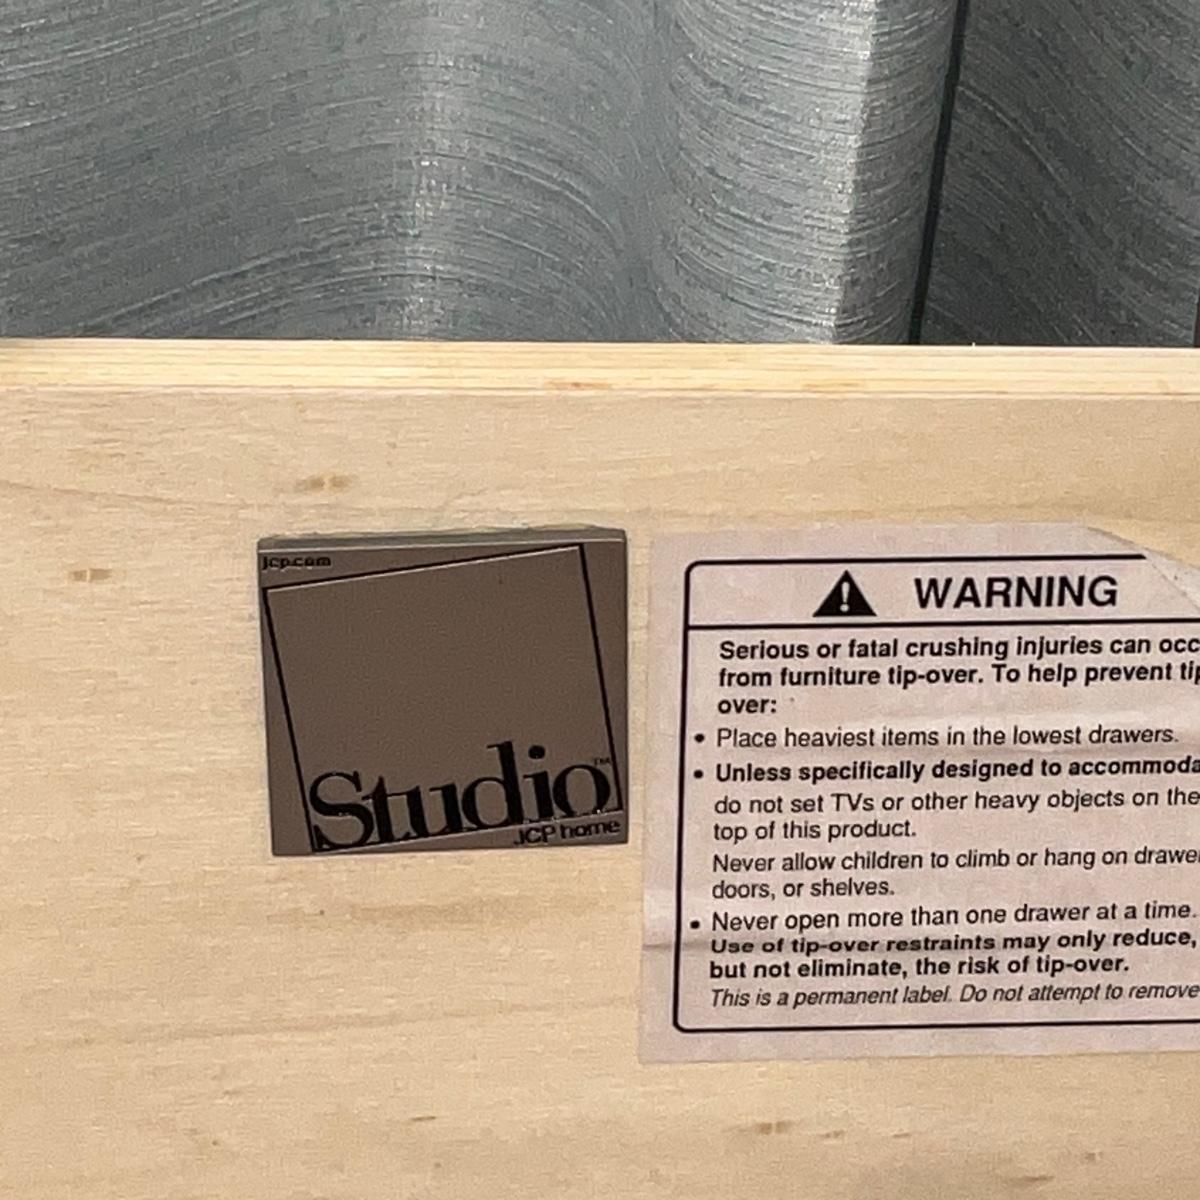 jcp.com
Studio™
JCP home
WARNING
Serious or fatal crushing injuries can occ
from furniture tip-over. To help prevent tip
over:
• Place heaviest items in the lowest drawers.
• Unless specifically designed to accommoda
do not set TVs or other heavy objects on the
top of this product.
Never allow children to climb or hang on drawer
doors, or shelves.
• Never open more than one drawer at a time.
Use of tip-over restraints may only reduce,
but not eliminate, the risk of tip-over.
This is a permanent label. Do not attempt to remove